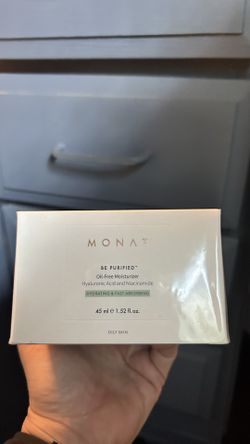 MONAT
BE PURIFIED™
Oil-Free Moisturizer
Hyaluronic Acid and Niacinamide
HYDRATING & FAST ABSORBING
45 ml ℮ 1.52 fl.oz.
OILY SKIN